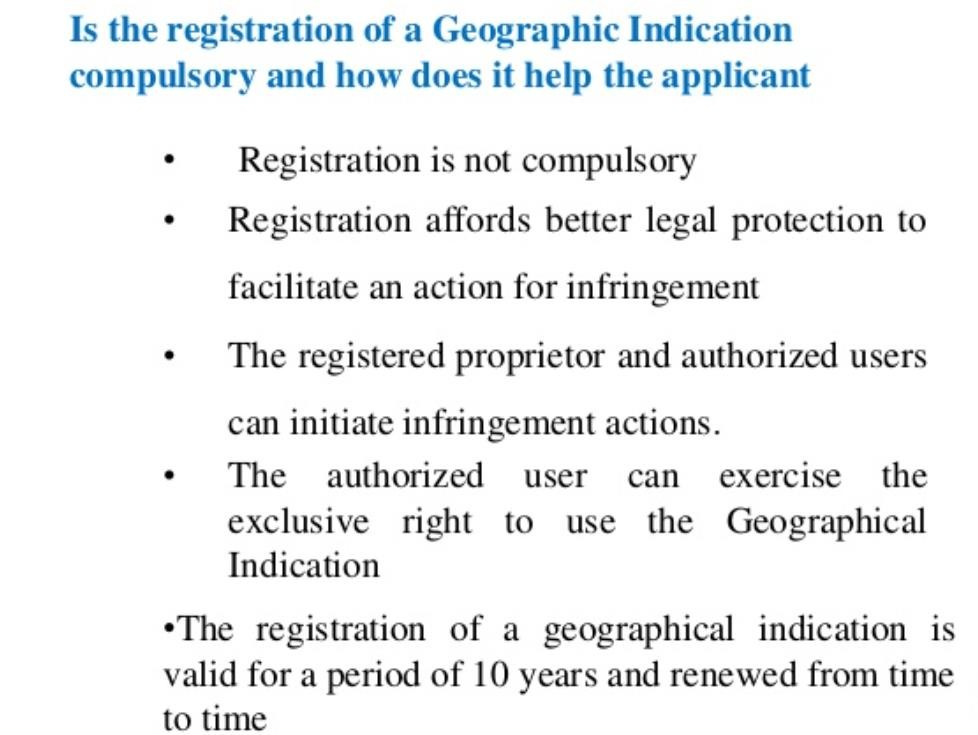 Is the registration of a Geographic Indication
compulsory and how does it help the applicant
• Registration is not compulsory
• Registration affords better legal protection to
facilitate an action for infringement
• The registered proprietor and authorized users
can initiate infringement actions.
• The authorized user can exercise the
exclusive right to use the Geographical
Indication
•The registration of a geographical indication is
valid for a period of 10 years and renewed from time
to time